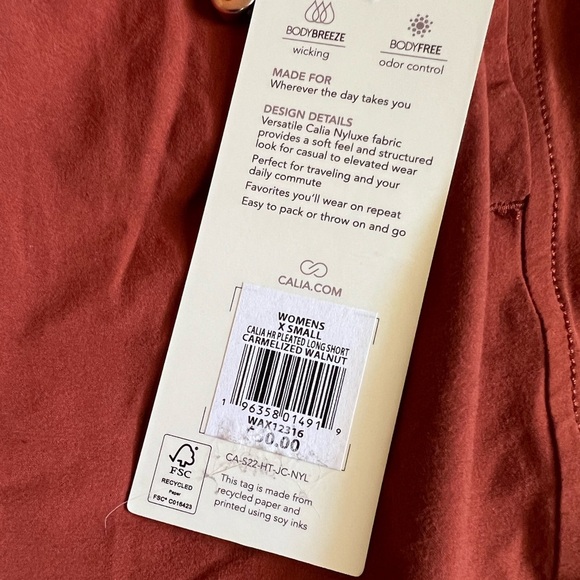 BODYBREEZE
wicking
BODYFREE
odor control
MADE FOR
Wherever the day takes you
DESIGN DETAILS
Versatile Calia Nyluxe fabric
provides a soft feel and structured
look for casual to elevated wear
Perfect for traveling and your
daily commute
Favorites you'll wear on repeat
Easy to pack or throw on and go
CALIA.COM
WOMENS
X SMALL
CALIA HR PLEATED LONG SHORT
CARMELIZED WALNUT
1 96358 01491 9
WAX12316
CA-S22-HT-JC-NYL
FSC
RECYCLED
Paper
FSC® C016423
This tag is made from
recycled paper and
printed using soy inks